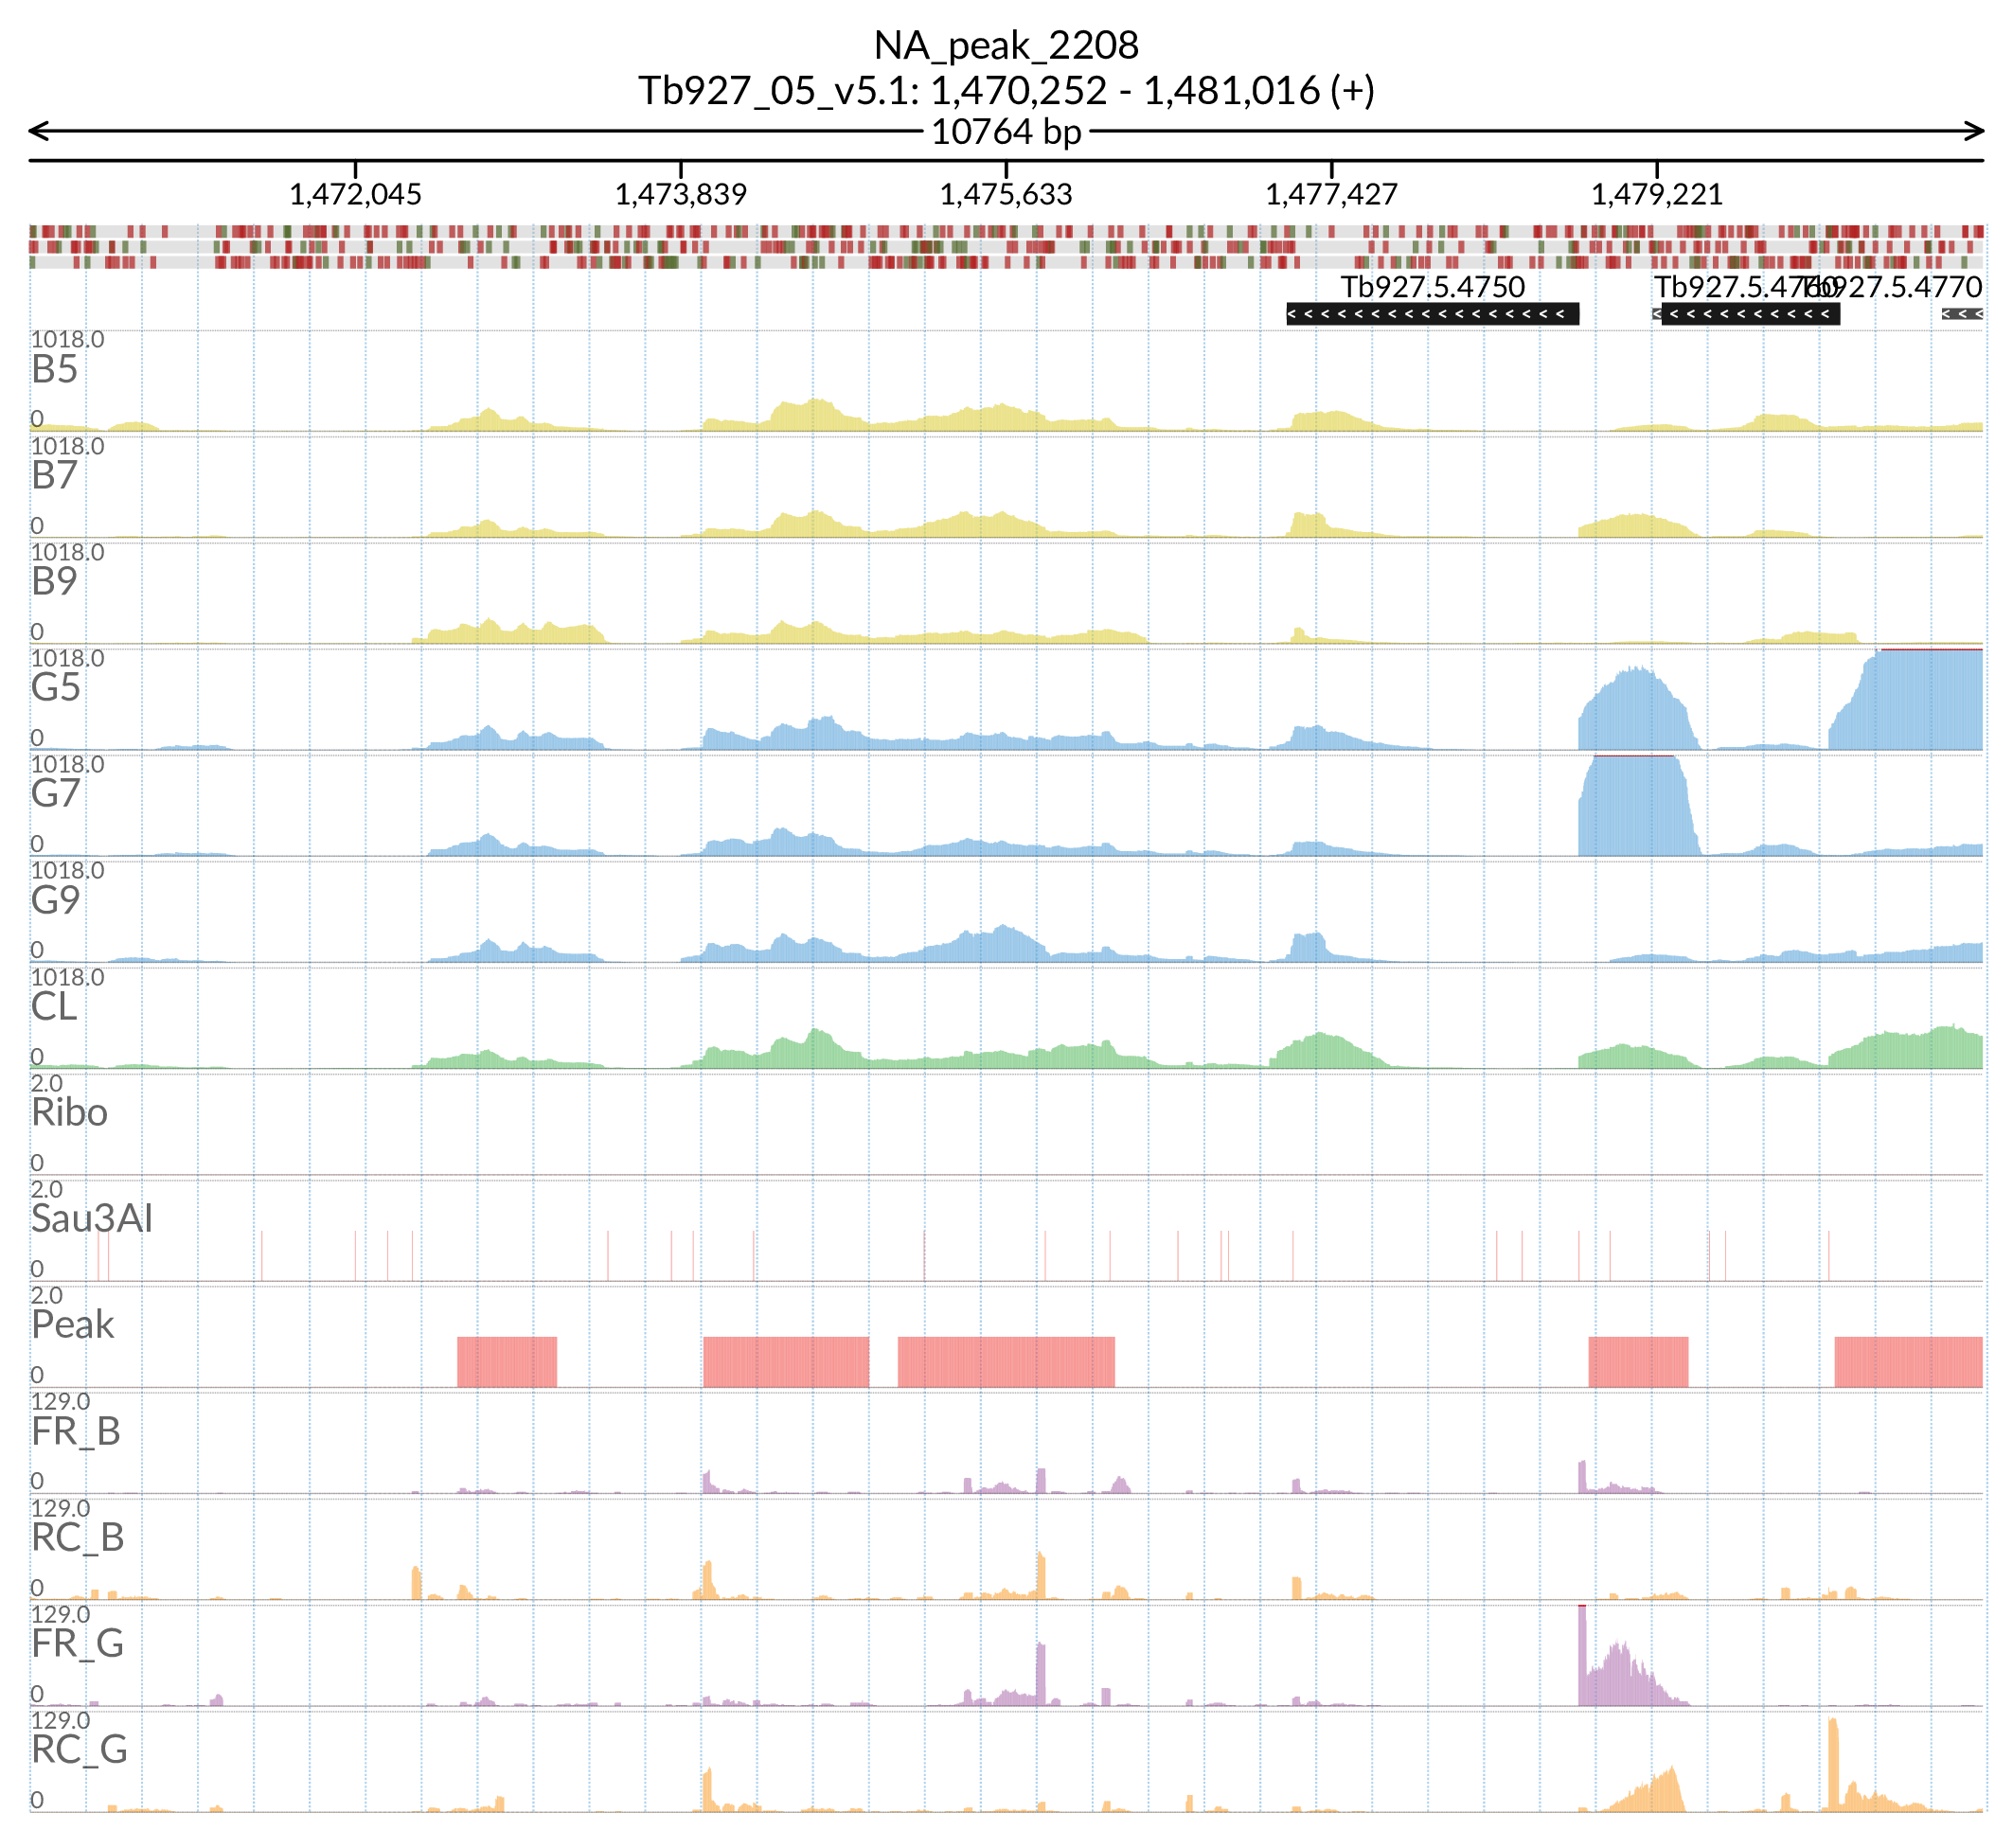 NA_peak_2208
Tb927_05_v5.1: 1,470,252 - 1,481,016 (+)
10764 bp
1,472,045 1,473,839 1,475,633 1,477,427 1,479,221
Tb927.5.4750 Tb927.5.4760 Tb927.5.4770
1018.0
B5
0
1018.0
B7
0
1018.0
B9
0
1018.0
G5
0
1018.0
G7
0
1018.0
G9
0
1018.0
CL
0
2.0
Ribo
0
2.0
Sau3AI
0
2.0
Peak
0
129.0
FR_B
0
129.0
RC_B
0
129.0
FR_G
0
129.0
RC_G
0